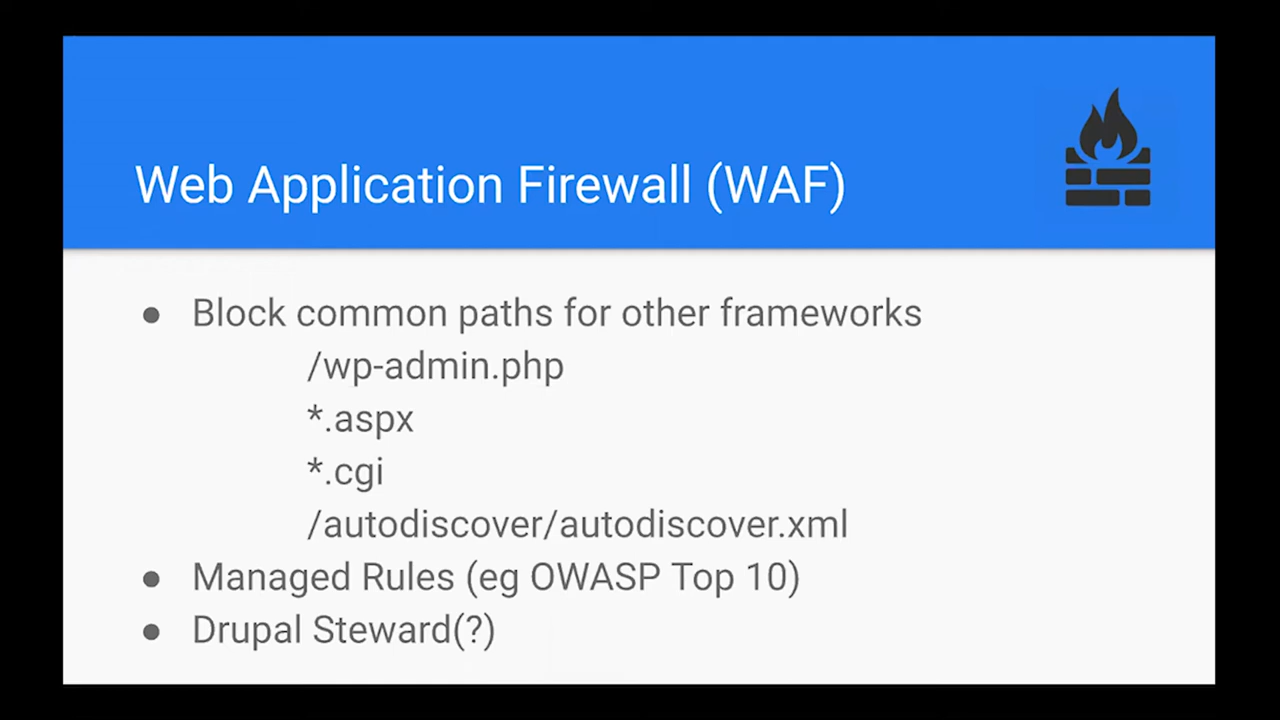 Web Application Firewall (WAF)
● Block common paths for other frameworks
/wp-admin.php
*.aspx
*.cgi
/autodiscover/autodiscover.xml
● Managed Rules (eg OWASP Top 10)
● Drupal Steward(?)